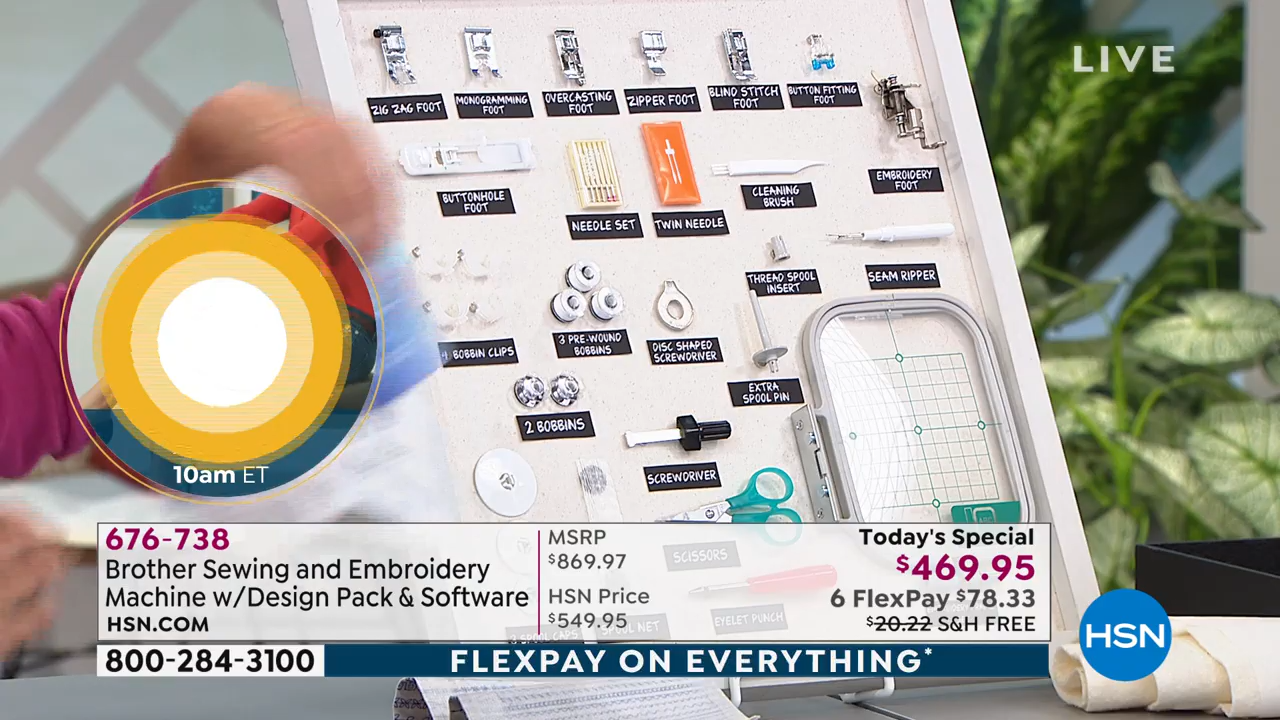 LIVE
ZIG ZAG FOOT
MONOGRAMMING
FOOT
OVERCASTING
FOOT
ZIPPER FOOT
BLIND STITCH
FOOT
BUTTON FITTING
FOOT
EMBROIDERY
FOOT
BUTTONHOLE
FOOT
NEEDLE SET
TWIN NEEDLE
CLEANING
BRUSH
THREAD SPOOL
INSERT
SEAM RIPPER
4 BOBBIN CLIPS
3 PRE-WOUND
BOBBINS
DISC SHAPED
SCREWDRIVER
EXTRA
SPOOL PIN
2 BOBBINS
SCREWDRIVER
SCISSORS
EYELET PUNCH
3 SPOOL CAPS
SPOOL NET
10am ET
676-738
Brother Sewing and Embroidery
Machine w/Design Pack & Software
HSN.COM
MSRP
$869.97
HSN Price
$549.95
Today's Special
$469.95
6 FlexPay $78.33
$20.22 S&H FREE
HSN
800-284-3100
FLEXPAY ON EVERYTHING*